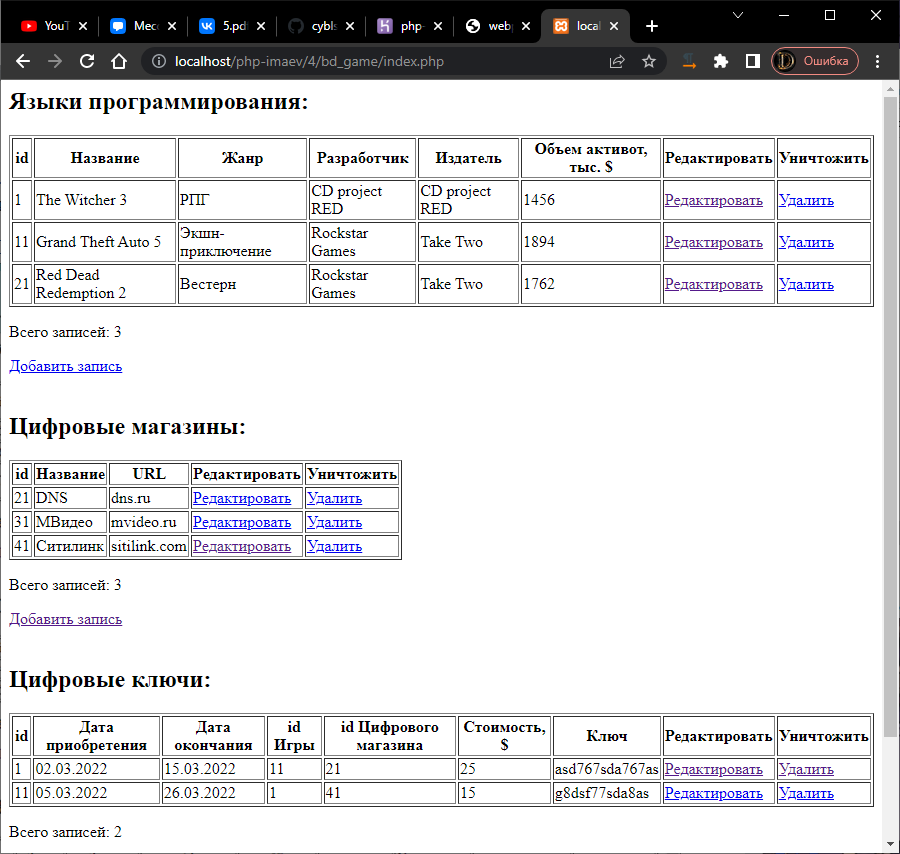 YouT
Месс
5.pd
cybls
php-
web
local
localhost/php-imaev/4/bd_game/index.php
Ошибка
Языки программирования:
id Название Жанр Разработчик Издатель Объем активот, тыс. $ Редактировать Уничтожить
1 The Witcher 3 РПГ CD project RED CD project RED 1456 Редактировать Удалить
11 Grand Theft Auto 5 Экшн-приключение Rockstar Games Take Two 1894 Редактировать Удалить
21 Red Dead Redemption 2 Вестерн Rockstar Games Take Two 1762 Редактировать Удалить
Всего записей: 3
Добавить запись
Цифровые магазины:
id Название URL Редактировать Уничтожить
21 DNS dns.ru Редактировать Удалить
31 МВидео mvideo.ru Редактировать Удалить
41 Ситилинк sitilink.com Редактировать Удалить
Всего записей: 3
Добавить запись
Цифровые ключи:
id Дата приобретения Дата окончания id Игры id Цифрового магазина Стоимость, $ Ключ Редактировать Уничтожить
1 02.03.2022 15.03.2022 11 21 25 asd767sda767as Редактировать Удалить
11 05.03.2022 26.03.2022 1 41 15 g8dsf77sda8as Редактировать Удалить
Всего записей: 2